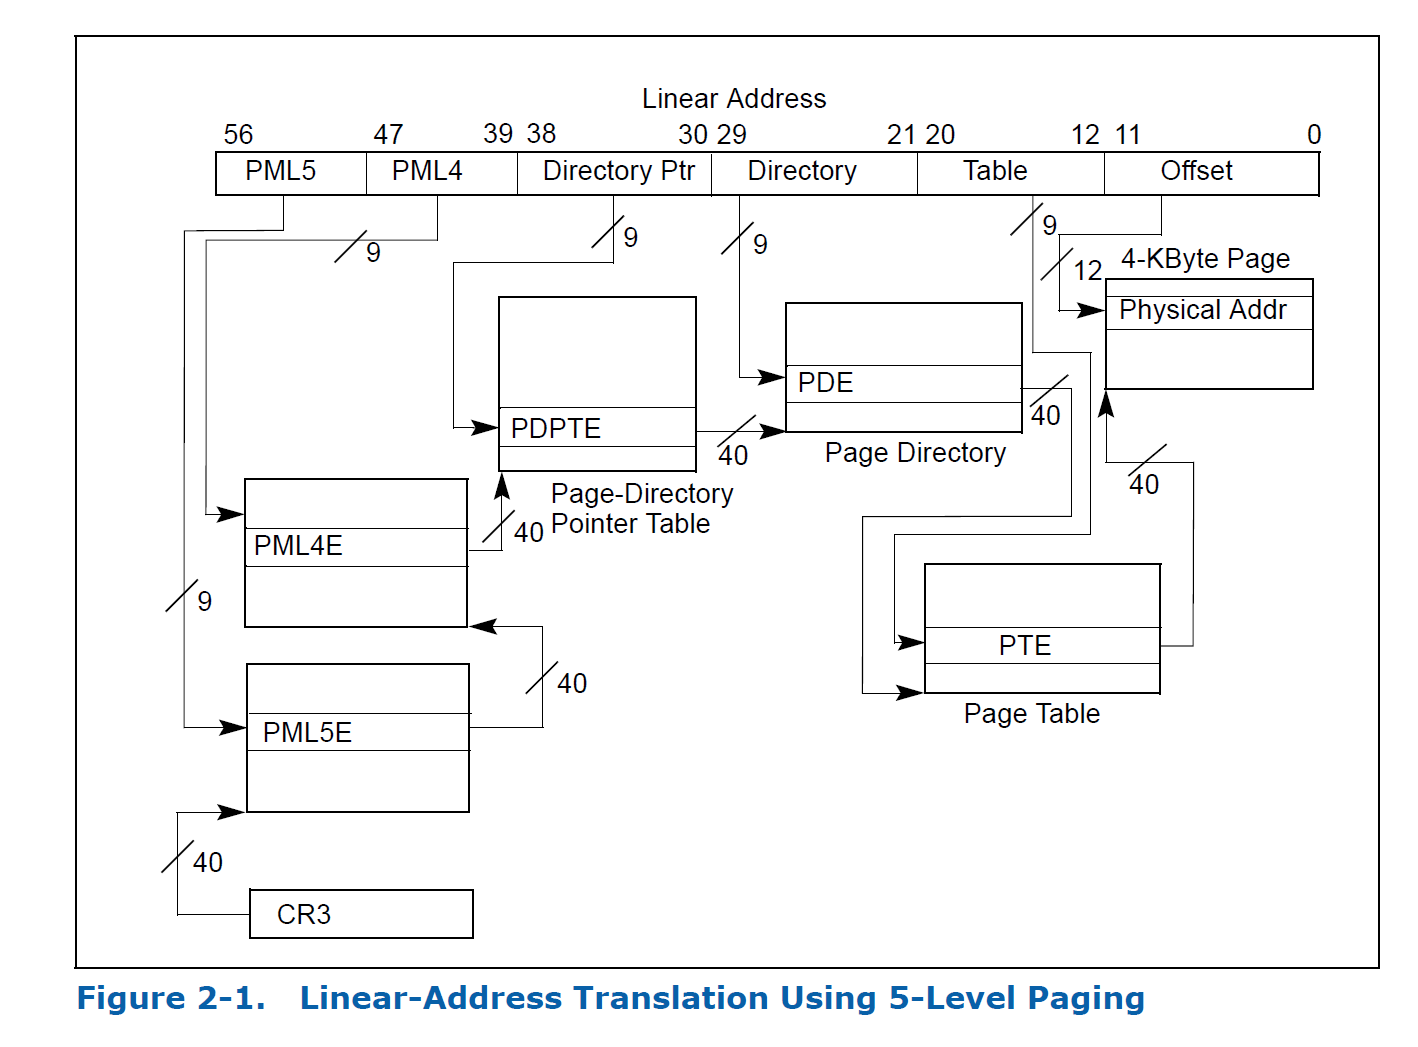 Linear Address
56 47 39 38 30 29 21 20 12 11 0
PML5 PML4 Directory Ptr Directory Table Offset
9 9 9 9
12 4-KByte Page
Physical Addr
PDE
40
PDPTE
40
Page Directory
40
Page-Directory
Pointer Table
40
PML4E
9
PTE
40
Page Table
PML5E
40
CR3
Figure 2-1. Linear-Address Translation Using 5-Level Paging